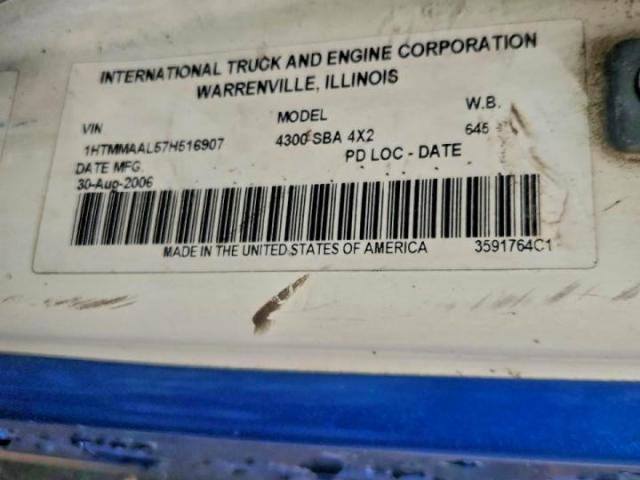 INTERNATIONAL TRUCK AND ENGINE CORPORATION
WARRENVILLE, ILLINOIS
VIN MODEL W.B.
1HTMMAAL57H516907 4300 SBA 4X2 645
DATE MFG PD LOC - DATE
30-Aug-2006
MADE IN THE UNITED STATES OF AMERICA 3591764C1